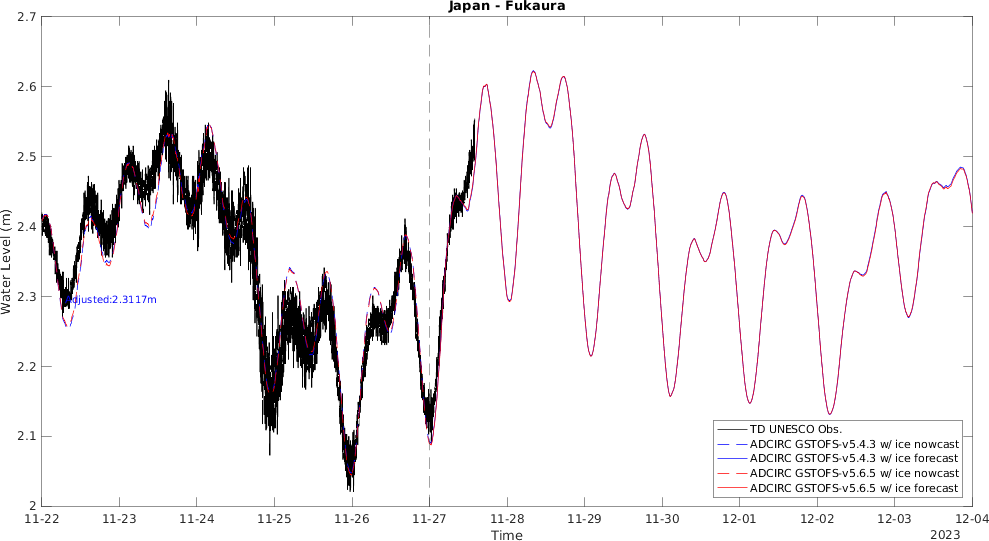 Japan - Fukaura
2.7
2.6
2.5
2.4
2.3
2.2
2.1
2
Water Level (m)
Adjusted:2.3117m
TD UNESCO Obs.
ADCIRC GSTOFS-v5.4.3 w/ ice nowcast
ADCIRC GSTOFS-v5.4.3 w/ ice forecast
ADCIRC GSTOFS-v5.6.5 w/ ice nowcast
ADCIRC GSTOFS-v5.6.5 w/ ice forecast
11-22 11-23 11-24 11-25 11-26 11-27 11-28 11-29 11-30 12-01 12-02 12-03 12-04
Time
2023